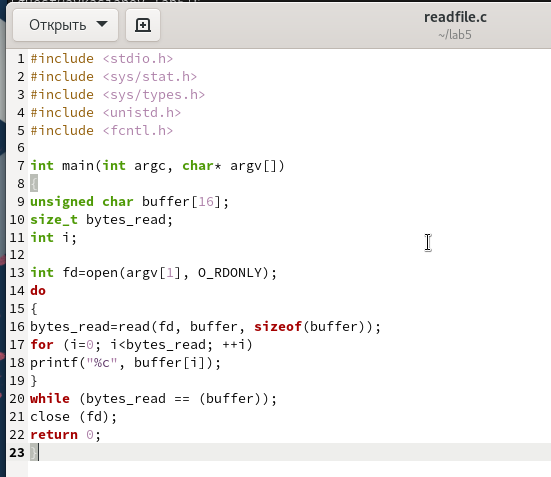 Открыть
readfile.c
~/lab5
1 #include <stdio.h>
2 #include <sys/stat.h>
3 #include <sys/types.h>
4 #include <unistd.h>
5 #include <fcntl.h>
6
7 int main(int argc, char* argv[])
8 {
9 unsigned char buffer[16];
10 size_t bytes_read;
11 int i;
12
13 int fd=open(argv[1], O_RDONLY);
14 do
15 {
16 bytes_read=read(fd, buffer, sizeof(buffer));
17 for (i=0; i<bytes_read; ++i)
18 printf("%c", buffer[i]);
19 }
20 while (bytes_read == (buffer));
21 close (fd);
22 return 0;
23 }